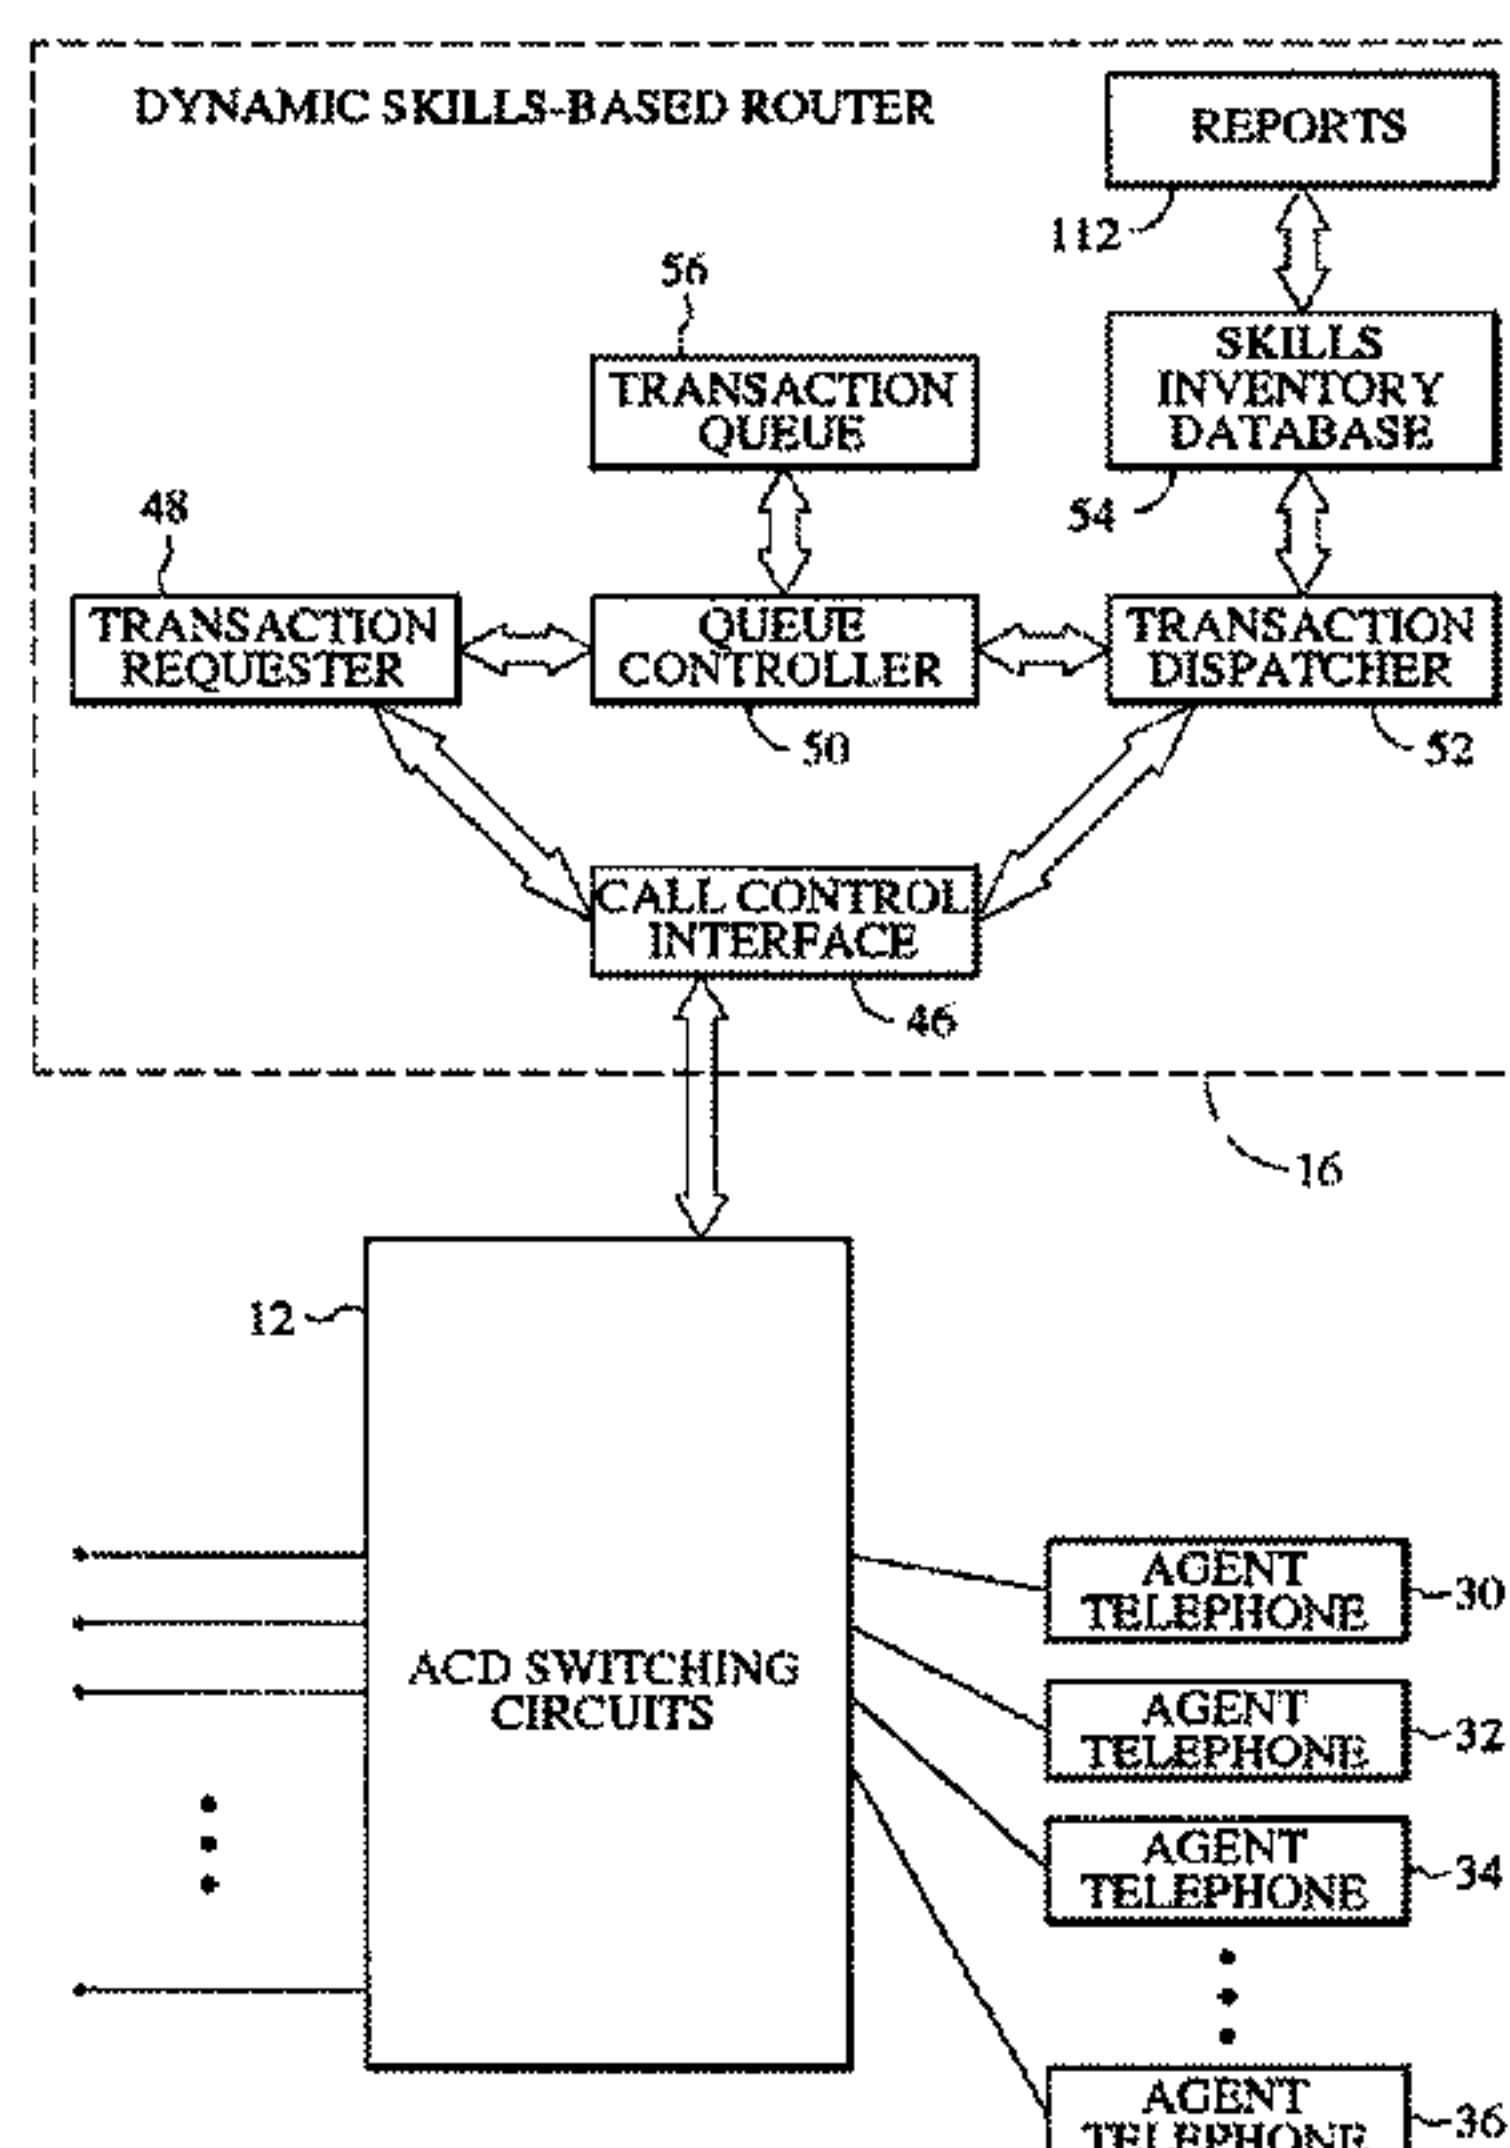 DYNAMIC SKILLS-BASED ROUTER
REPORTS
112
56
TRANSACTION
QUEUE
SKILLS
INVENTORY
DATABASE
54
48
TRANSACTION
REQUESTER
QUEUE
CONTROLLER
TRANSACTION
DISPATCHER
50
52
CALL CONTROL
INTERFACE
46
16
12
ACD SWITCHING
CIRCUITS
AGENT
TELEPHONE
30
AGENT
TELEPHONE
32
AGENT
TELEPHONE
34
AGENT
TELEPHONE
36